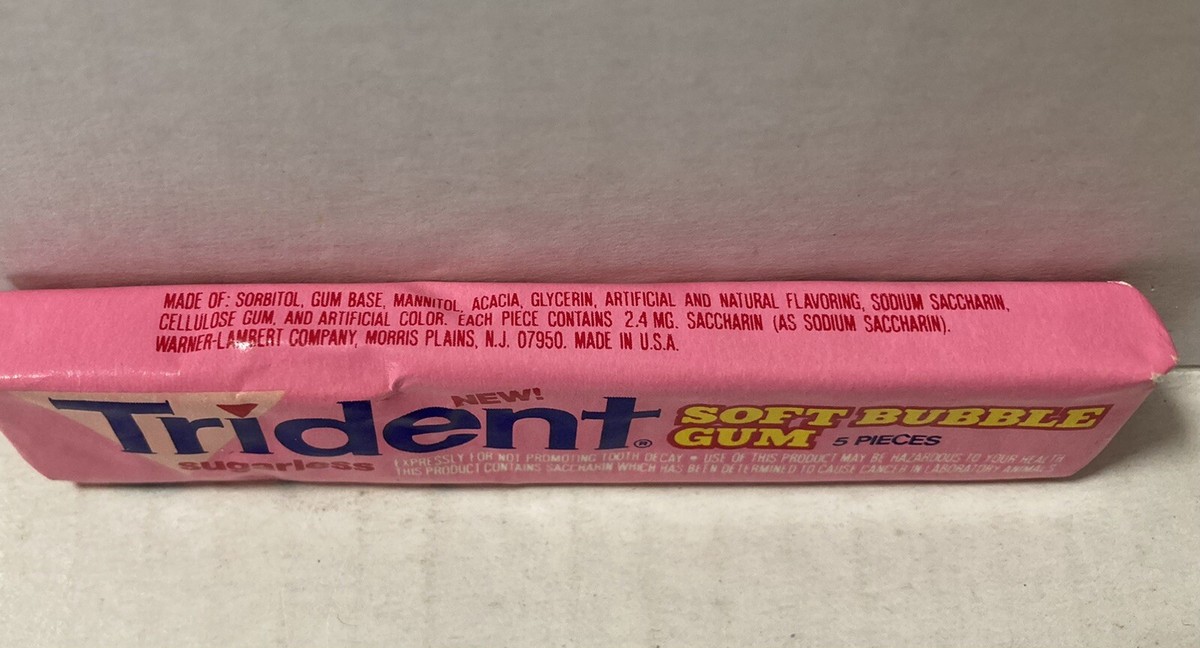 MADE OF: SORBITOL, GUM BASE, MANNITOL, ACACIA, GLYCERIN, ARTIFICIAL AND NATURAL FLAVORING, SODIUM SACCHARIN,
CELLULOSE GUM, AND ARTIFICIAL COLOR. EACH PIECE CONTAINS 2.4 MG. SACCHARIN (AS SODIUM SACCHARIN).
WARNER-LAMBERT COMPANY, MORRIS PLAINS, N.J. 07950. MADE IN U.S.A.
NEW!
Trident®
sugarless
SOFT BUBBLE
GUM 5 PIECES
EXPRESSLY FOR NOT PROMOTING TOOTH DECAY • USE OF THIS PRODUCT MAY BE HAZARDOUS TO YOUR HEALTH
THIS PRODUCT CONTAINS SACCHARIN WHICH HAS BEEN DETERMINED TO CAUSE CANCER IN LABORATORY ANIMALS